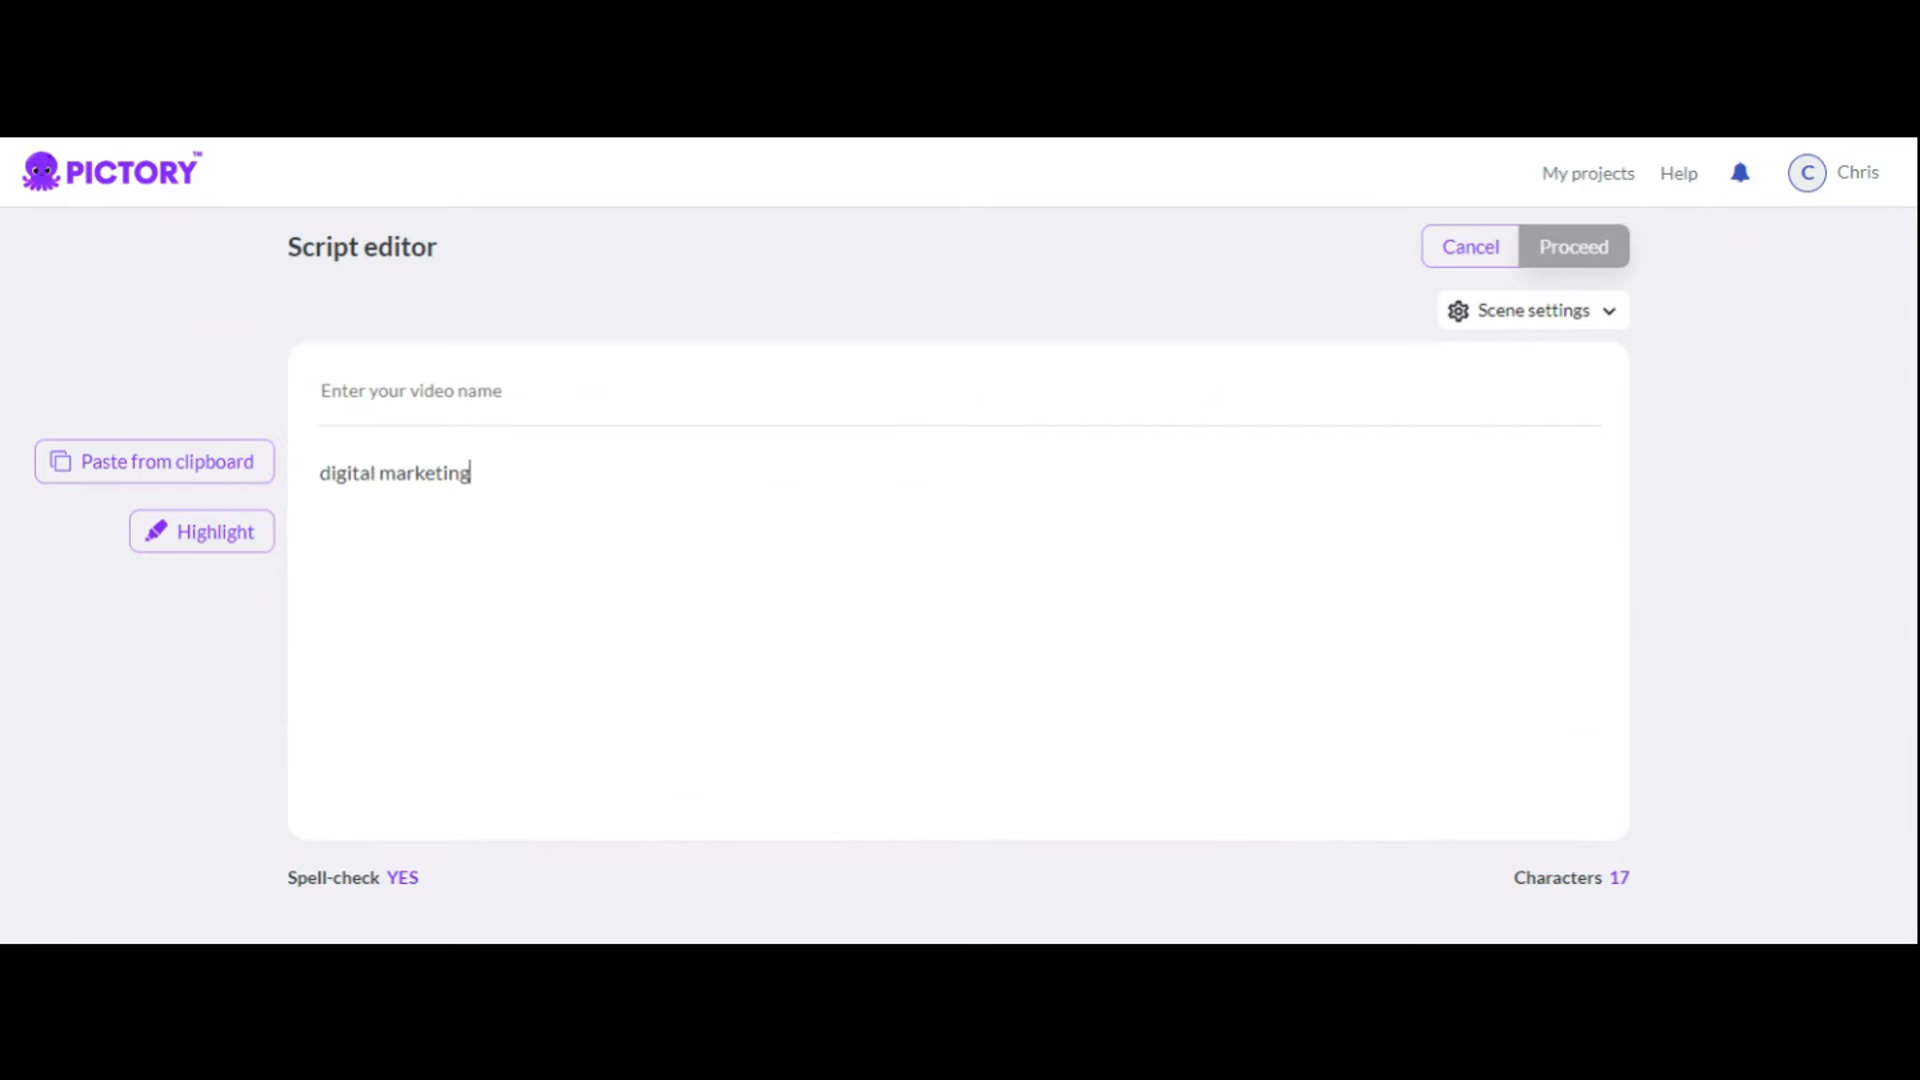 PICTORY™
My projects
Help
C
Chris
Script editor
Cancel
Proceed
Scene settings
Enter your video name
Paste from clipboard
digital marketing
Highlight
Spell-check YES
Characters 17